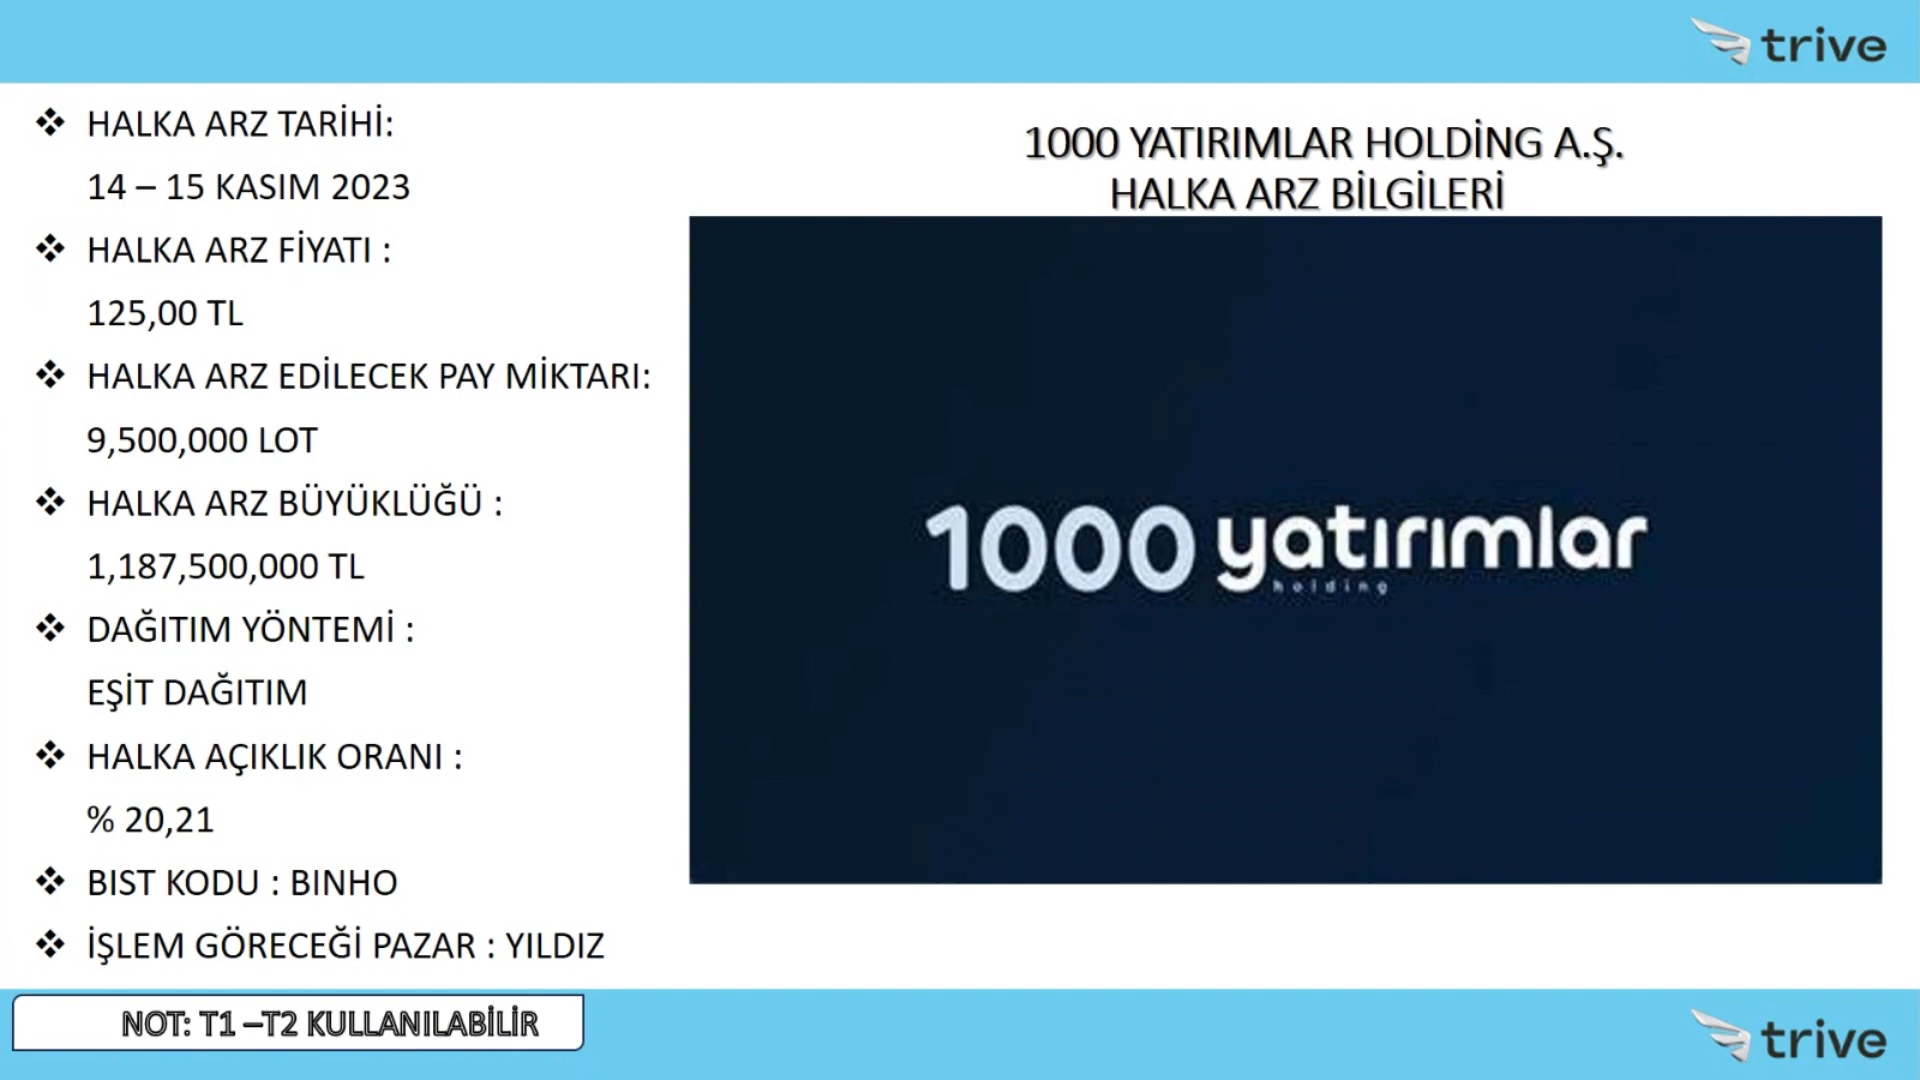 trive
HALKA ARZ TARİHİ:
14 – 15 KASIM 2023
HALKA ARZ FİYATI :
125,00 TL
HALKA ARZ EDİLECEK PAY MİKTARI:
9,500,000 LOT
HALKA ARZ BÜYÜKLÜĞÜ :
1,187,500,000 TL
DAĞITIM YÖNTEMİ :
EŞİT DAĞITIM
HALKA AÇIKLIK ORANI :
% 20,21
BIST KODU : BINHO
İŞLEM GÖRECEĞİ PAZAR : YILDIZ
1000 YATIRIMLAR HOLDİNG A.Ş.
HALKA ARZ BİLGİLERİ
1000 yatırımlar
holding
NOT: T1 –T2 KULLANILABİLİR
trive